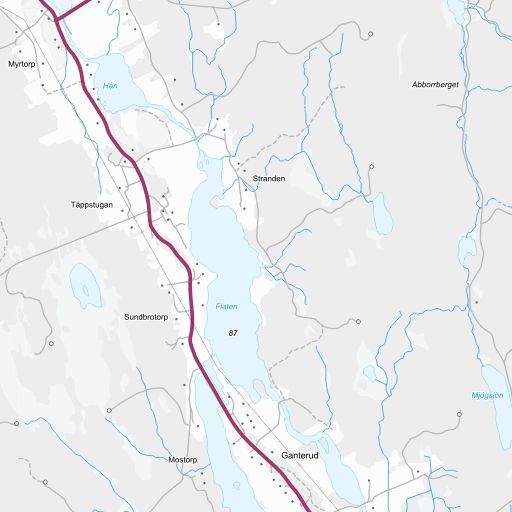 Myrtorp
Hån
Abborrberget
Stranden
Täppstugan
Flaten
Sundbrotorp
87
Mjögsjön
Ganterud
Mostorp